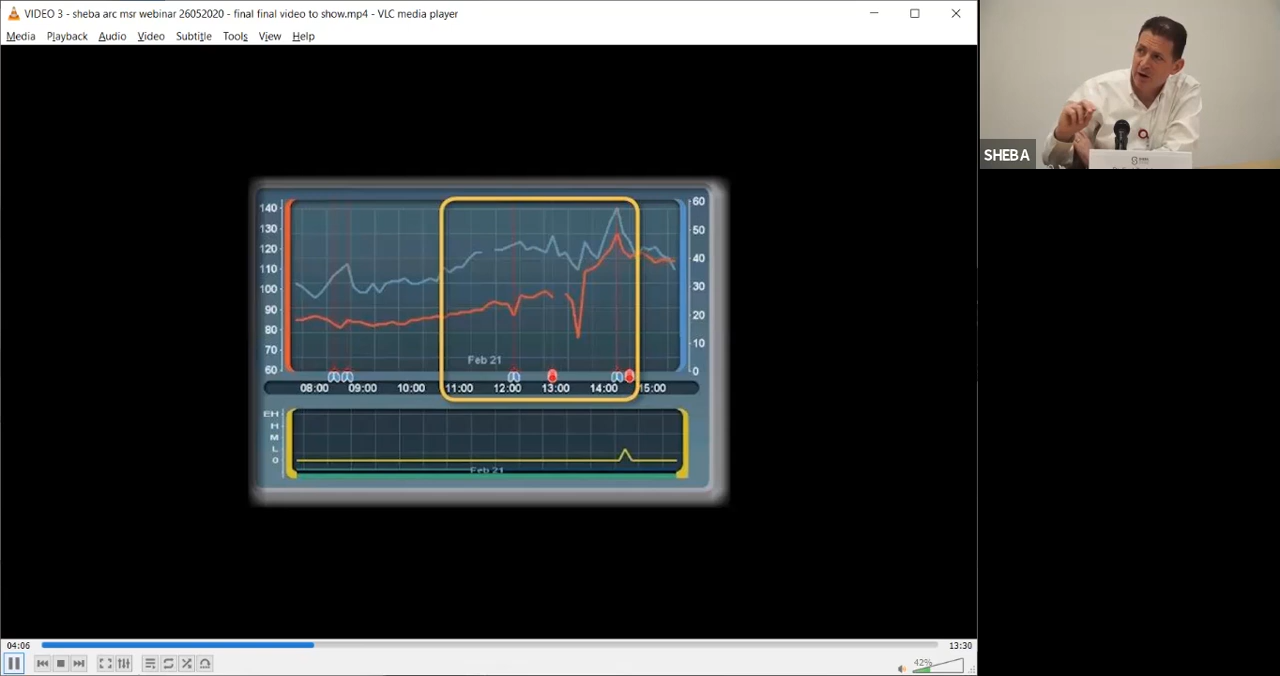 VIDEO 3 - sheba arc msr webinar 26052020 - final final video to show.mp4 - VLC media player
Media Playback Audio Video Subtitle Tools View Help
SHEBA
140
130
120
110
100
90
80
70
60
60
50
40
30
20
10
0
Feb 21
08:00 09:00 10:00 11:00 12:00 13:00 14:00 15:00
EH
H
M
L
0
Feb 21
04:06
13:30
42%